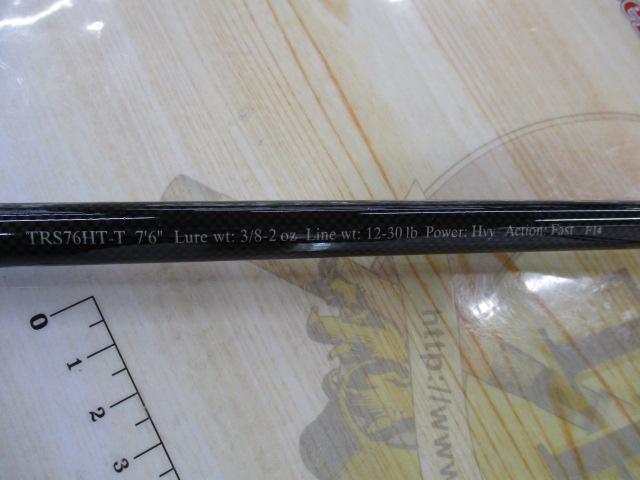 TRS76HT-T 7'6" Lure wt: 3/8-2 oz Line wt: 12-30 lb Power: Hvy Action: Fast F14
0
1
2
3
http://www